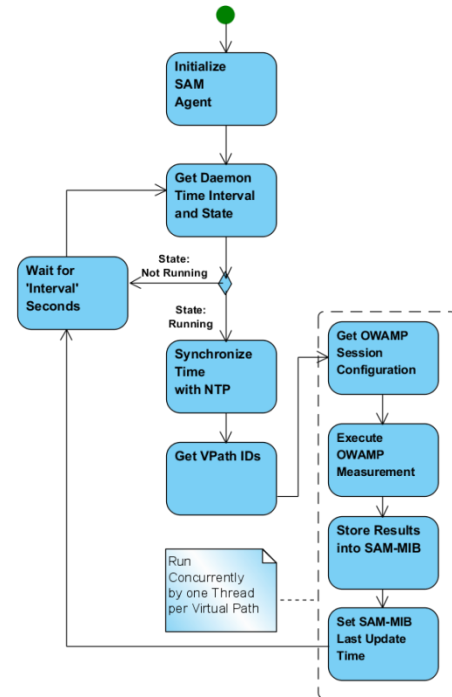 Initialize
SAM
Agent
Get Daemon
Time Interval
and State
State:
Not Running
Wait for
'Interval'
Seconds
State:
Running
Synchronize
Time
with NTP
Get VPath IDs
Get OWAMP
Session
Configuration
Execute
OWAMP
Measurement
Store Results
into SAM-MIB
Run
Concurrently
by one Thread
per Virtual Path
Set SAM-MIB
Last Update
Time